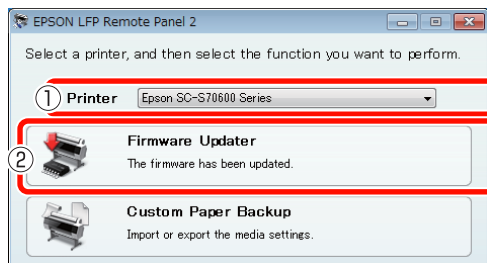 EPSON LFP Remote Panel 2
Select a printer, and then select the function you want to perform.
① Printer Epson SC-S70600 Series
② Firmware Updater
The firmware has been updated.
Custom Paper Backup
Import or export the media settings.